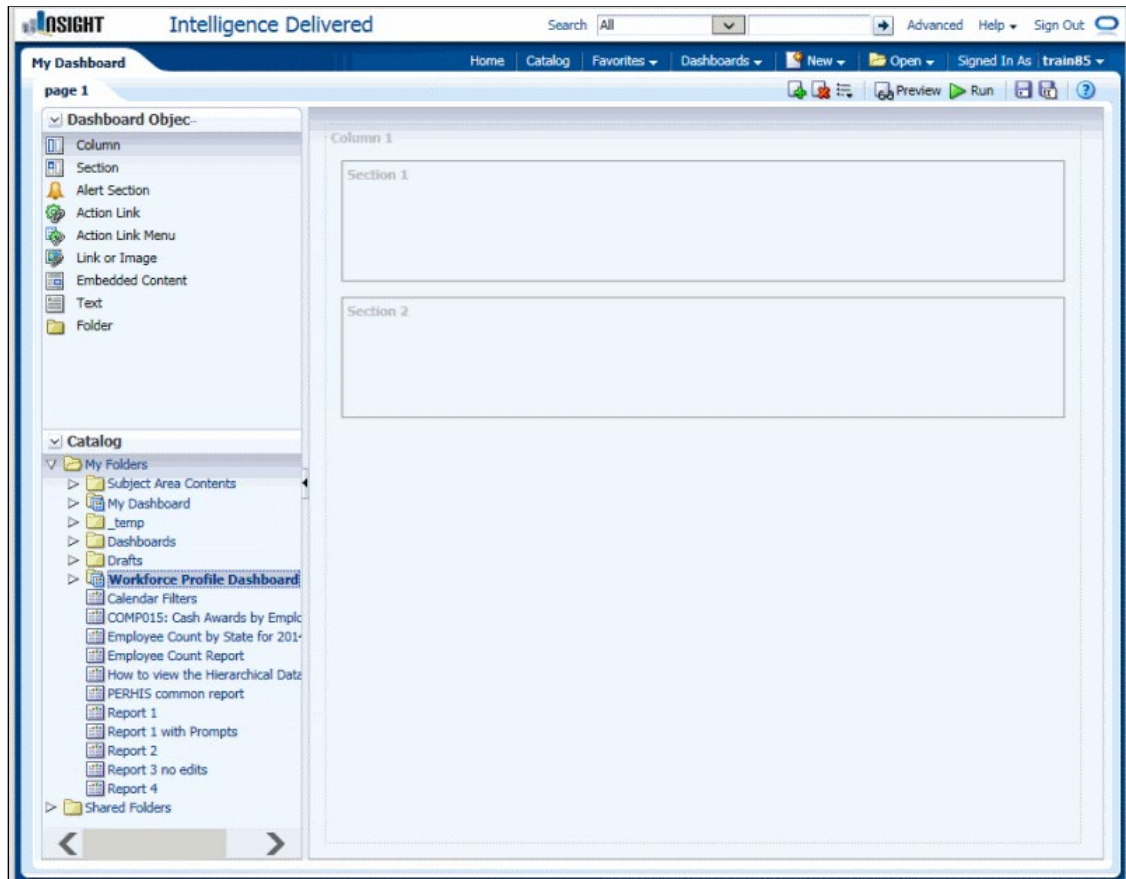 INSIGHT Intelligence Delivered Search All Advanced Help Sign Out
My Dashboard Home Catalog Favorites Dashboards New Open Signed In As train85
page 1 Preview Run
Dashboard Objec
Column
Section
Alert Section
Action Link
Action Link Menu
Link or Image
Embedded Content
Text
Folder
Column 1
Section 1
Section 2
Catalog
My Folders
Subject Area Contents
My Dashboard
_temp
Dashboards
Drafts
Workforce Profile Dashboard
Calendar Filters
COMP015: Cash Awards by Emplo
Employee Count by State for 201
Employee Count Report
How to view the Hierarchical Data
PERHIS common report
Report 1
Report 1 with Prompts
Report 2
Report 3 no edits
Report 4
Shared Folders